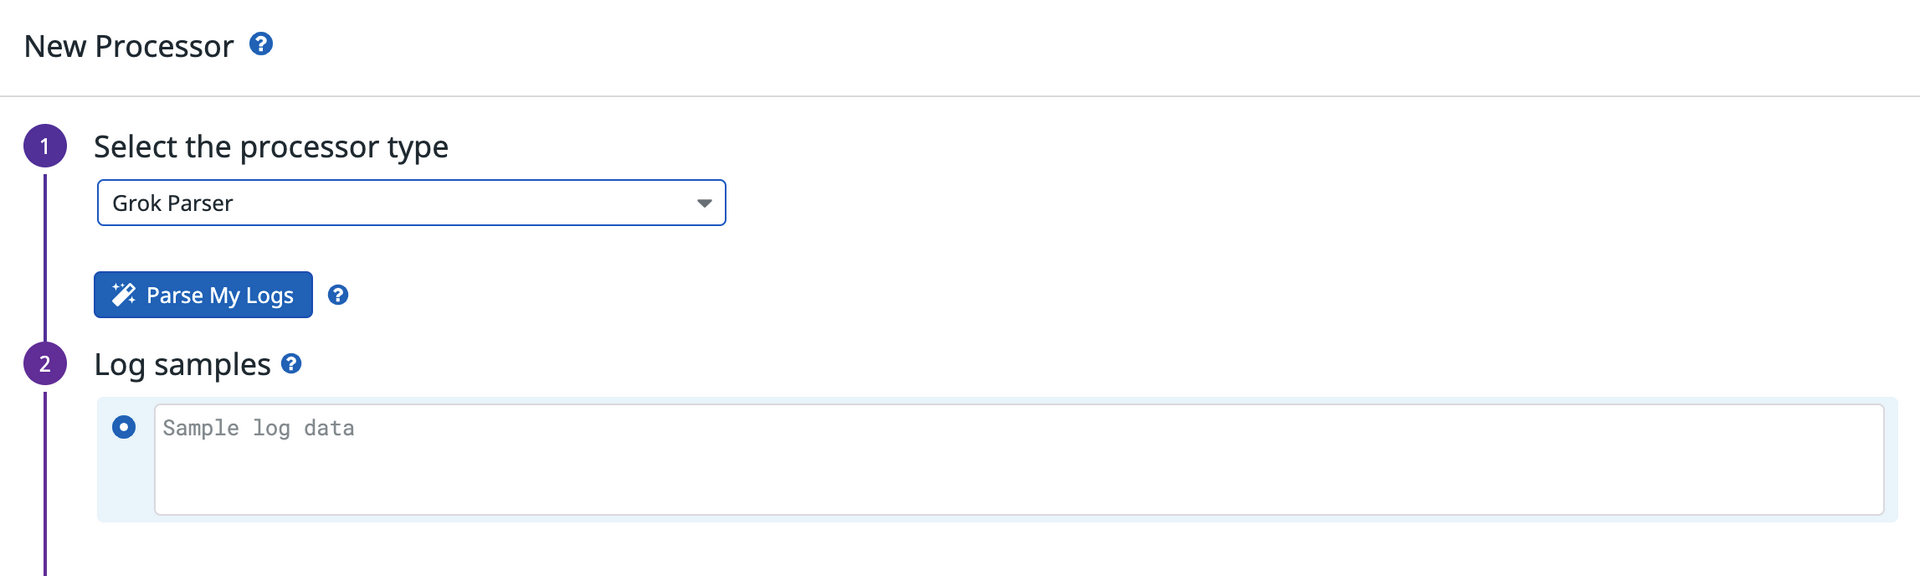 New Processor ?
1 Select the processor type
Grok Parser
Parse My Logs ?
2 Log samples ?
Sample log data